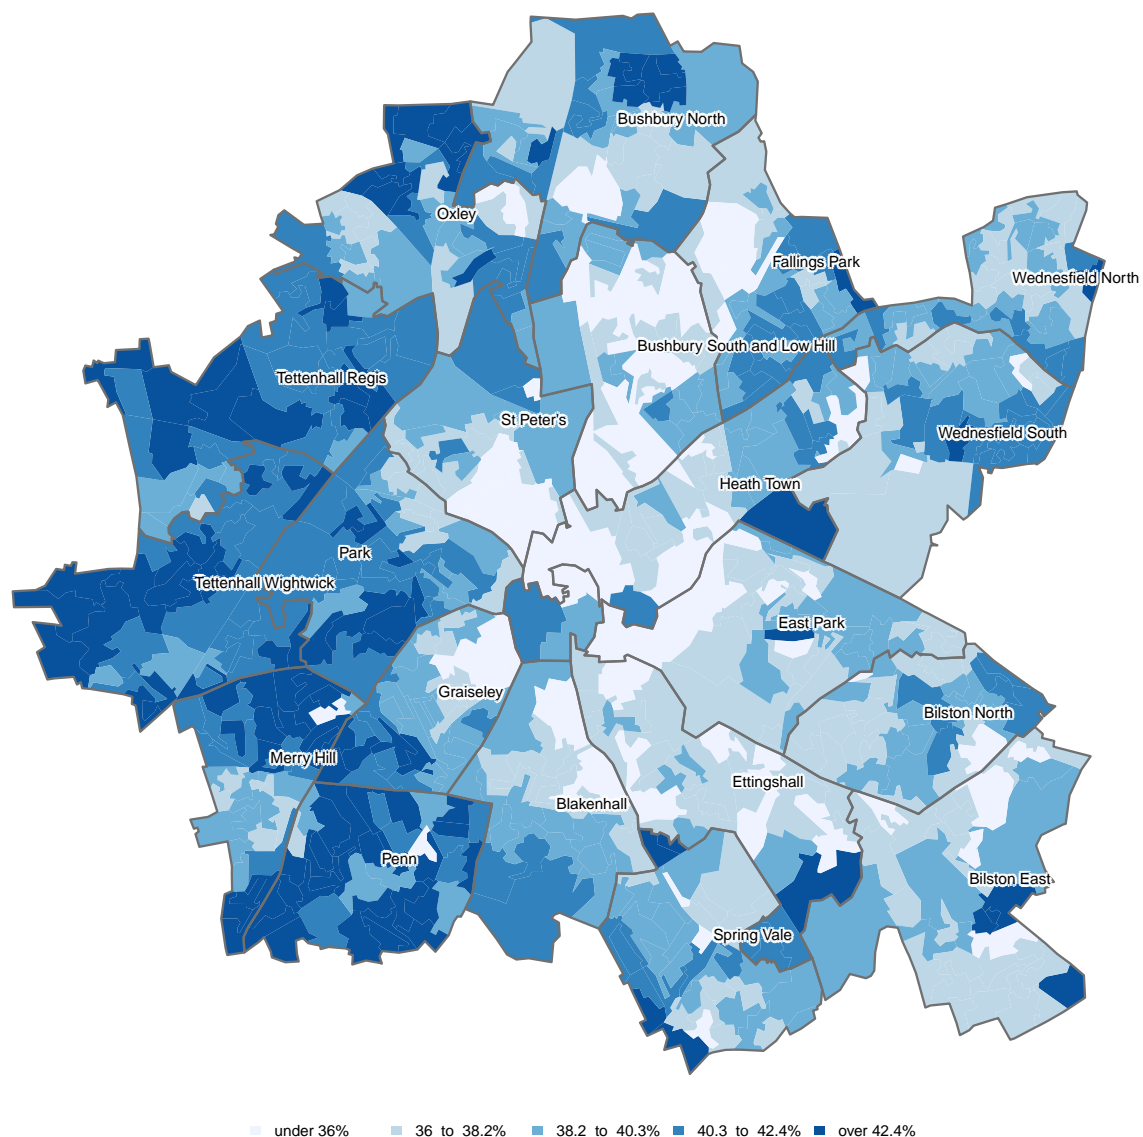 Bushbury North
Oxley
Fallings Park
Wednesfield North
Bushbury South and Low Hill
Tettenhall Regis
St Peter's
Wednesfield South
Heath Town
Park
Tettenhall Wightwick
East Park
Graiseley
Bilston North
Merry Hill
Ettingshall
Blakenhall
Penn
Bilston East
Spring Vale
under 36%
36 to 38.2%
38.2 to 40.3%
40.3 to 42.4%
over 42.4%